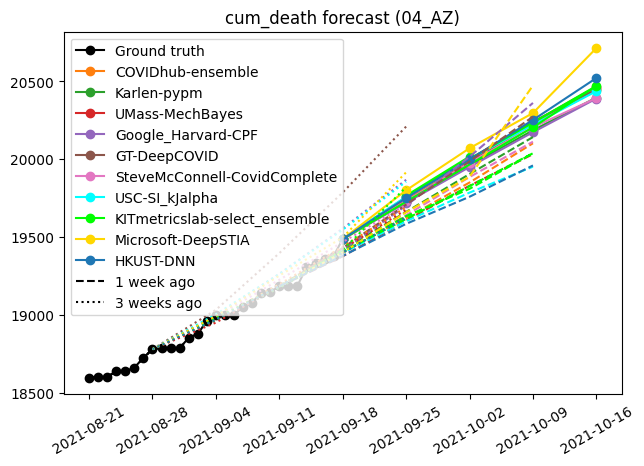 cum_death forecast (04_AZ)
Ground truth
COVIDhub-ensemble
Karlen-pypm
UMass-MechBayes
Google_Harvard-CPF
GT-DeepCOVID
SteveMcConnell-CovidComplete
USC-SI_kJalpha
KITmetricslab-select_ensemble
Microsoft-DeepSTIA
HKUST-DNN
1 week ago
3 weeks ago
20500
20000
19500
19000
18500
2021-08-21
2021-08-28
2021-09-04
2021-09-11
2021-09-18
2021-09-25
2021-10-02
2021-10-09
2021-10-16